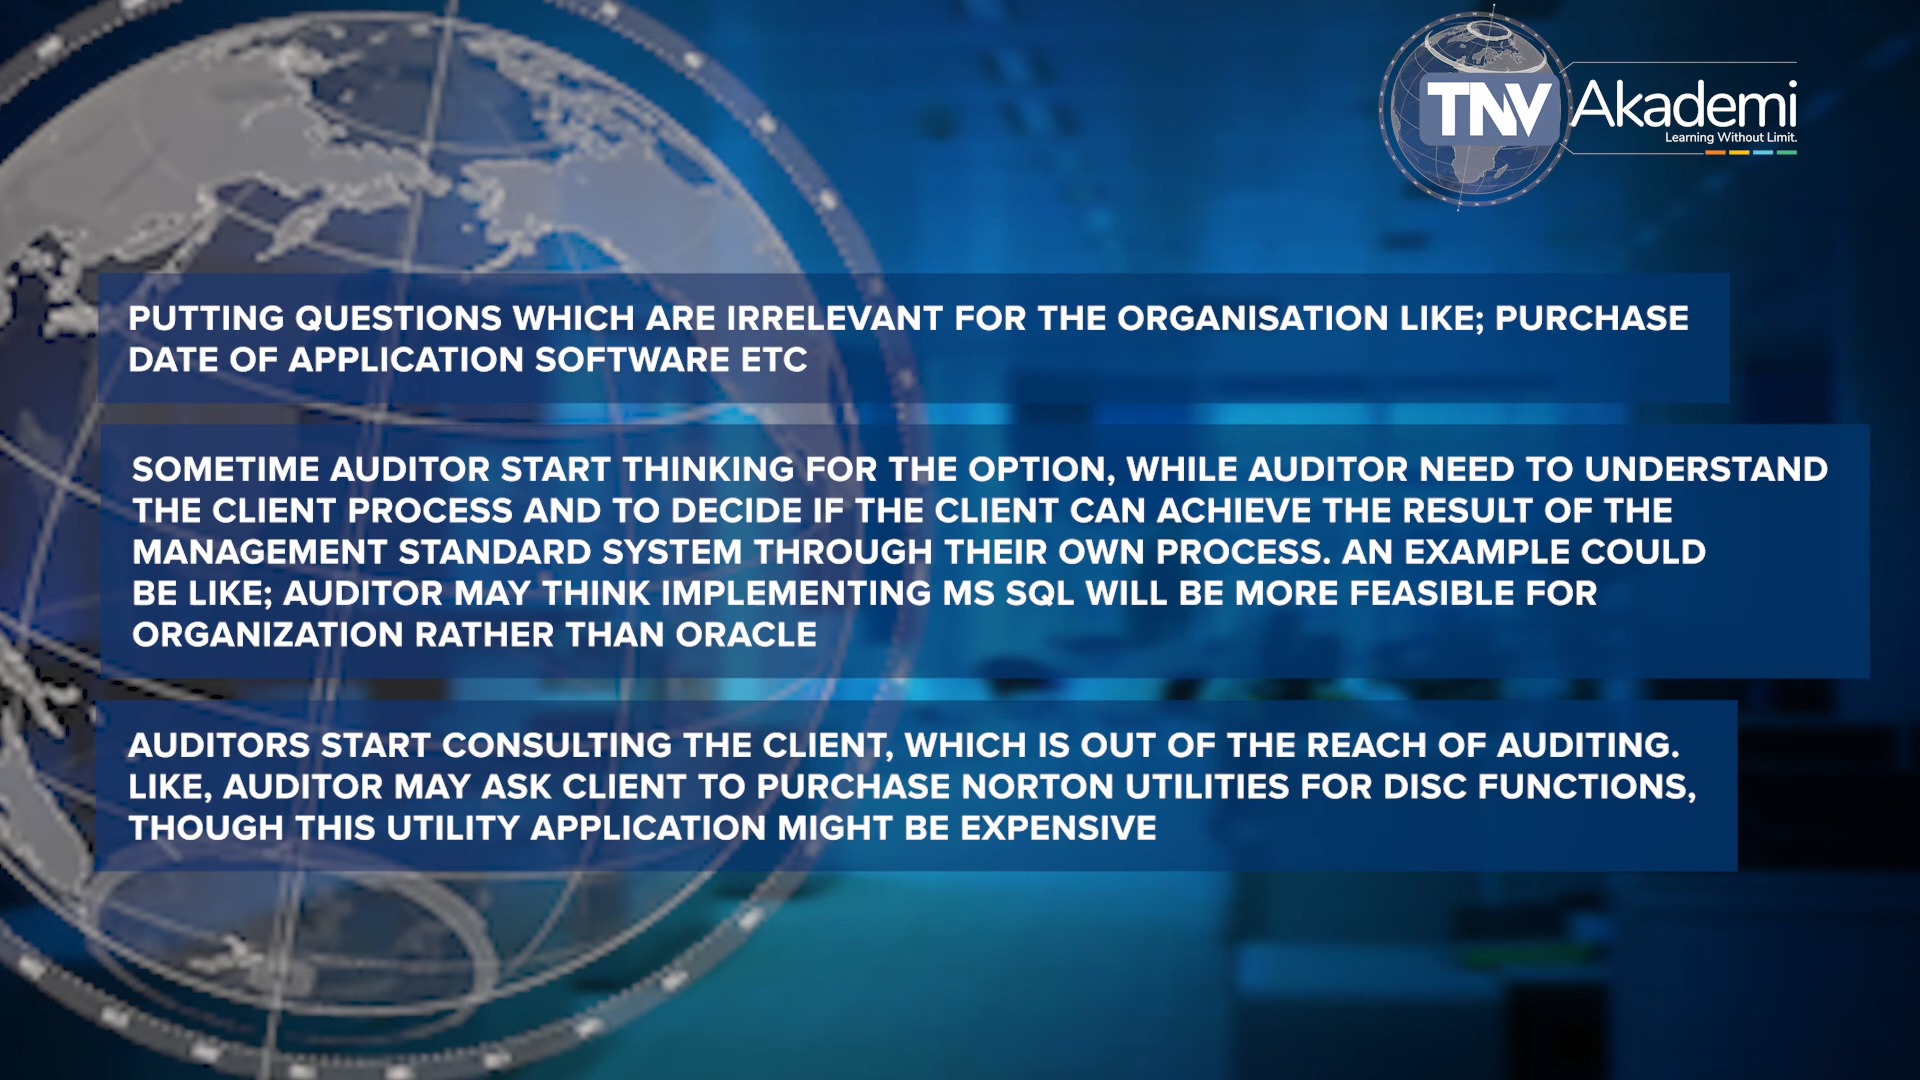 TNV Akademi
Learning Without Limit.
PUTTING QUESTIONS WHICH ARE IRRELEVANT FOR THE ORGANISATION LIKE; PURCHASE
DATE OF APPLICATION SOFTWARE ETC
SOMETIME AUDITOR START THINKING FOR THE OPTION, WHILE AUDITOR NEED TO UNDERSTAND
THE CLIENT PROCESS AND TO DECIDE IF THE CLIENT CAN ACHIEVE THE RESULT OF THE
MANAGEMENT STANDARD SYSTEM THROUGH THEIR OWN PROCESS. AN EXAMPLE COULD
BE LIKE; AUDITOR MAY THINK IMPLEMENTING MS SQL WILL BE MORE FEASIBLE FOR
ORGANIZATION RATHER THAN ORACLE
AUDITORS START CONSULTING THE CLIENT, WHICH IS OUT OF THE REACH OF AUDITING.
LIKE, AUDITOR MAY ASK CLIENT TO PURCHASE NORTON UTILITIES FOR DISC FUNCTIONS,
THOUGH THIS UTILITY APPLICATION MIGHT BE EXPENSIVE